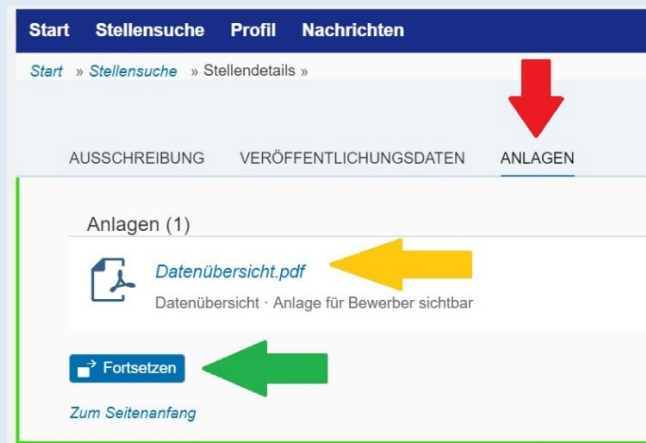 Start Stellensuche Profil Nachrichten
Start » Stellensuche » Stellendetails »
AUSSCHREIBUNG VERÖFFENTLICHUNGSDATEN ANLAGEN
Anlagen (1)
Datenübersicht.pdf
Datenübersicht · Anlage für Bewerber sichtbar
Fortsetzen
Zum Seitenanfang